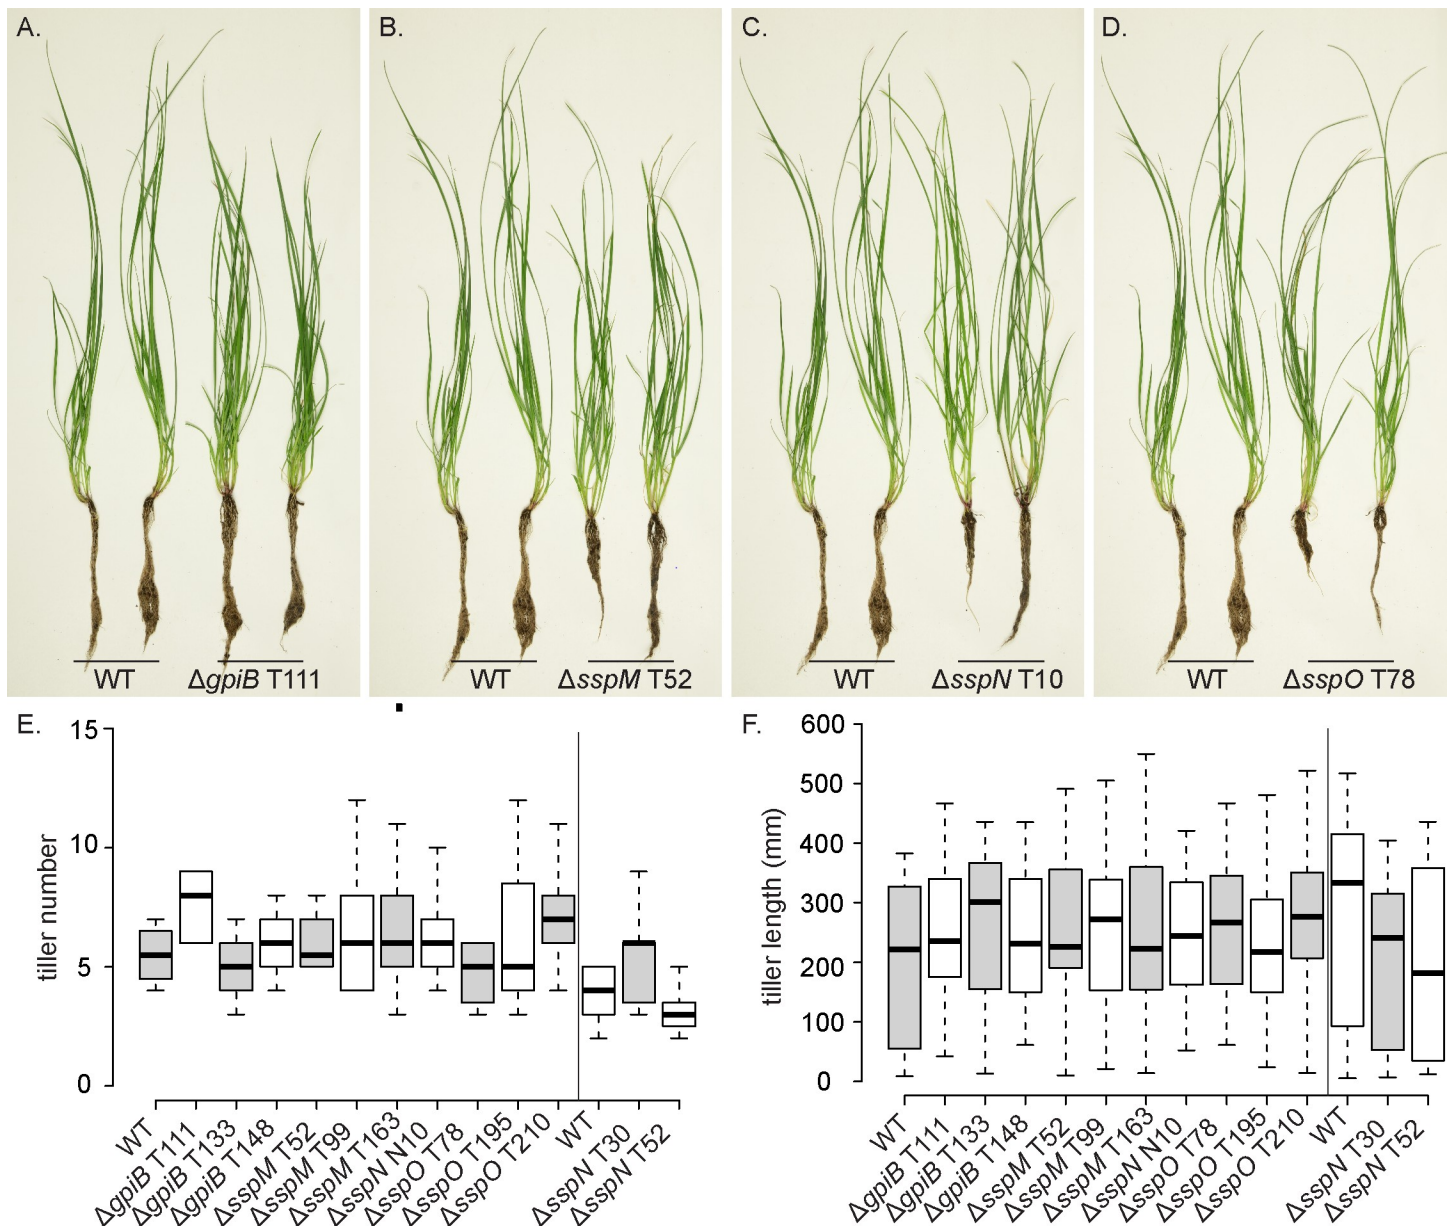 A.
WT ΔgpiB T111
B.
WT ΔsspM T52
C.
WT ΔsspN T10
D.
WT ΔsspO T78
E.
tiller number
15
10
5
0
WT
ΔgpiB T111
ΔgpiB T133
ΔgpiB T148
ΔsspM T52
ΔsspM T99
ΔsspM T163
ΔsspN N10
ΔsspO T78
ΔsspO T195
ΔsspO T210
WT
ΔsspN T30
ΔsspN T52
F.
tiller length (mm)
600
500
400
300
200
100
0
WT
ΔgpiB T111
ΔgpiB T133
ΔgpiB T148
ΔsspM T52
ΔsspM T99
ΔsspM T163
ΔsspN N10
ΔsspO T78
ΔsspO T195
ΔsspO T210
WT
ΔsspN T30
ΔsspN T52